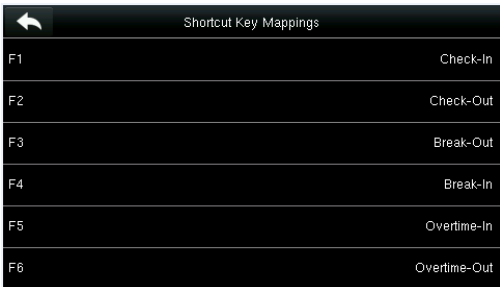 Shortcut Key Mappings
F1 Check-In
F2 Check-Out
F3 Break-Out
F4 Break-In
F5 Overtime-In
F6 Overtime-Out